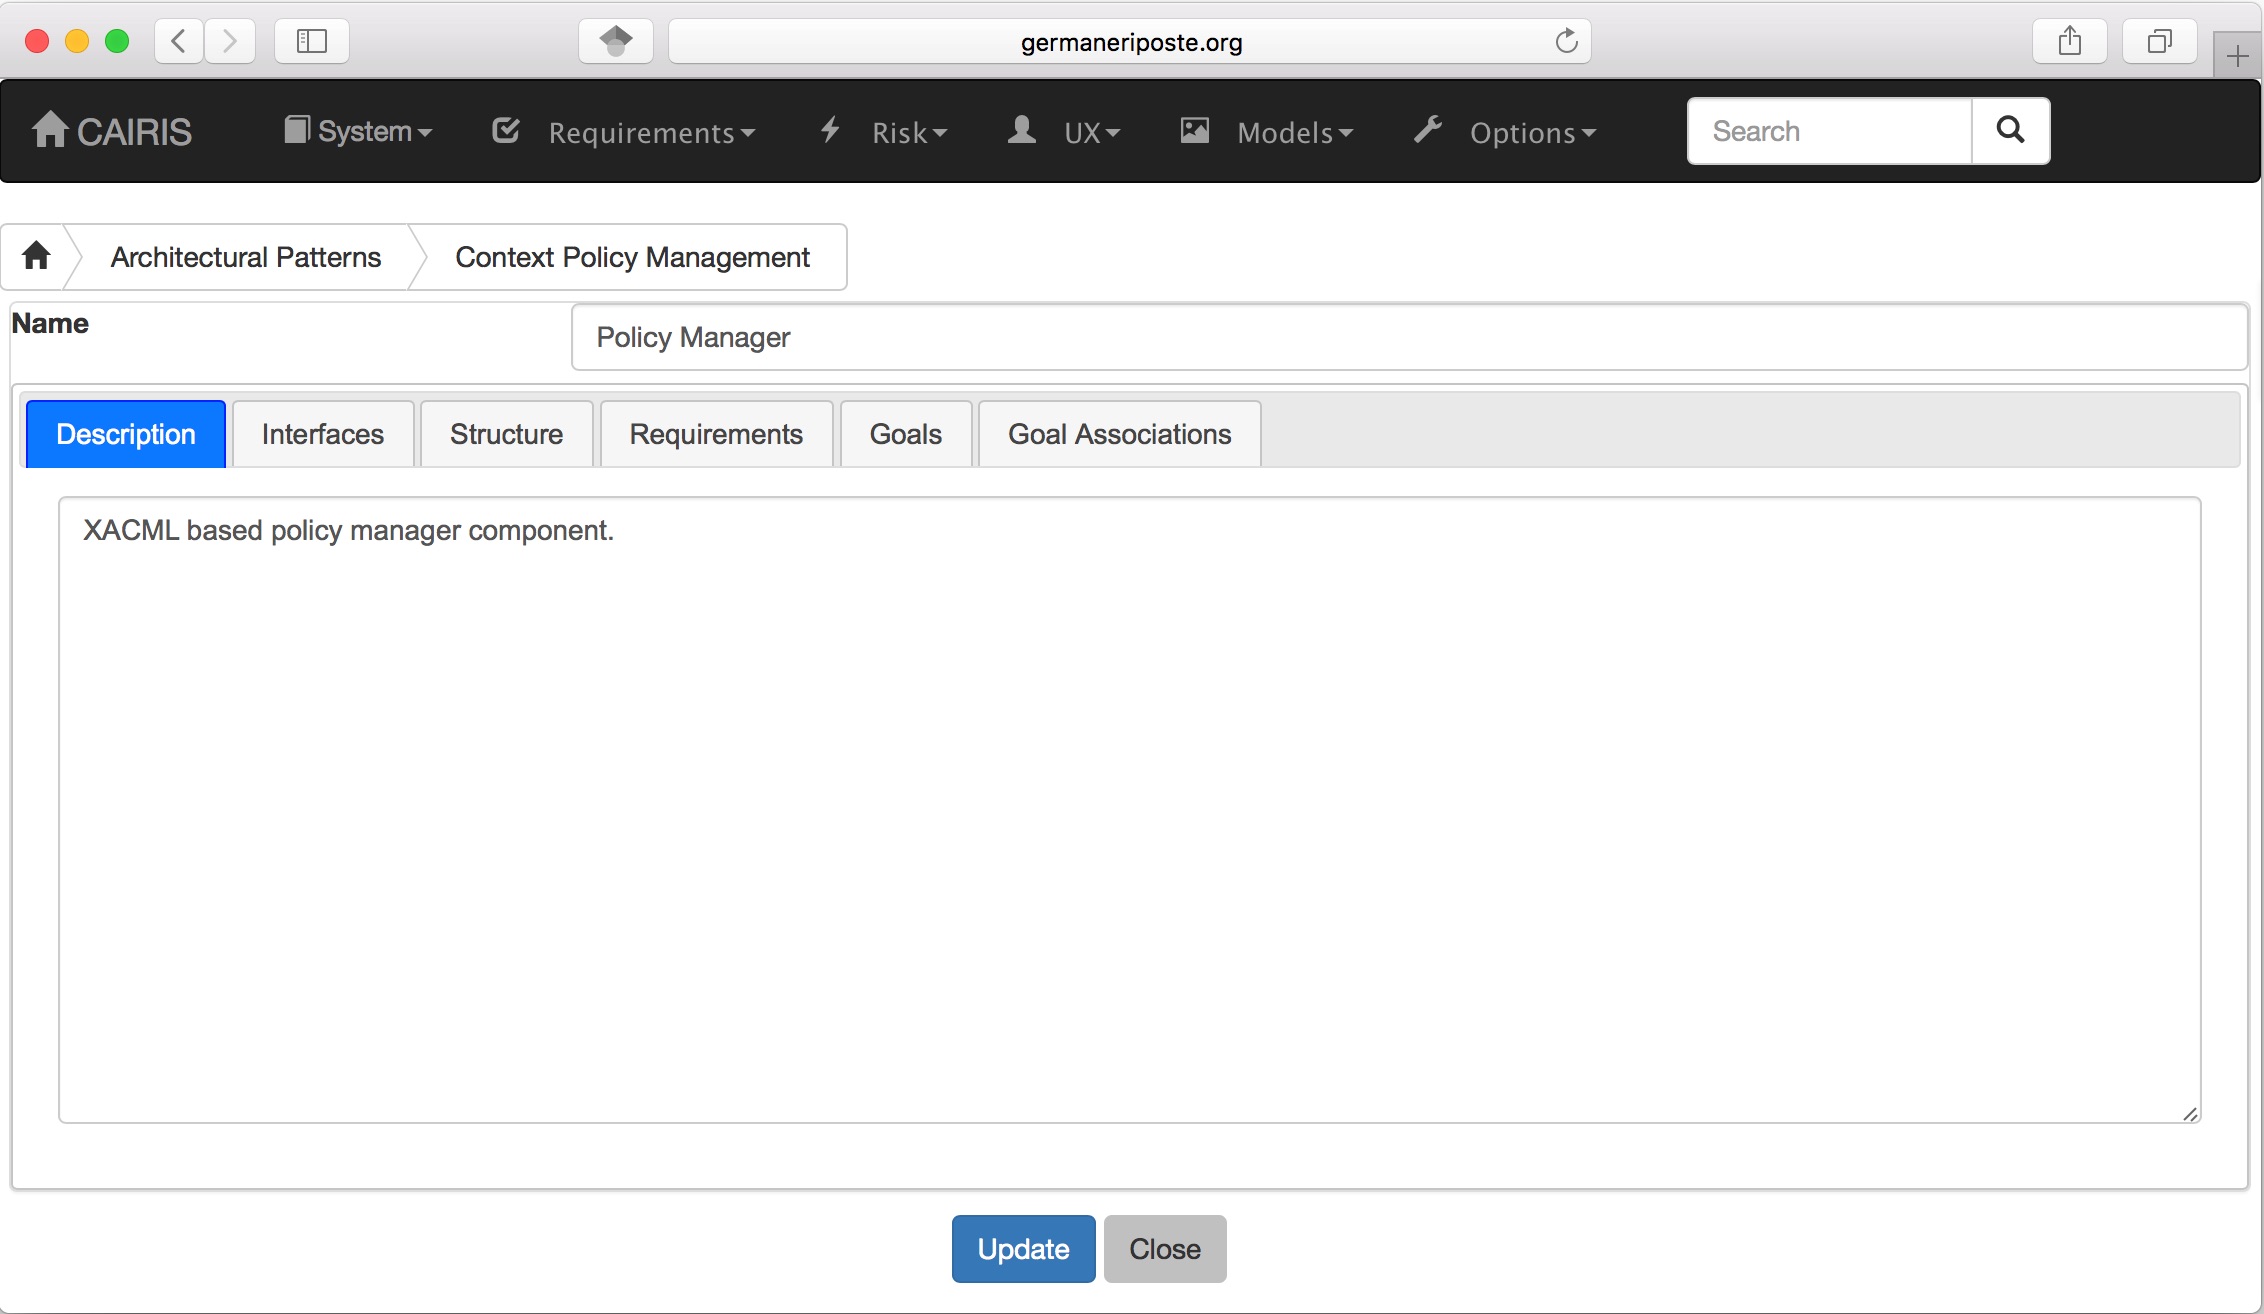 germaneriposte.org
CAIRIS System Requirements Risk UX Models Options Search
Architectural Patterns Context Policy Management
Name Policy Manager
Description Interfaces Structure Requirements Goals Goal Associations
XACML based policy manager component.
Update Close